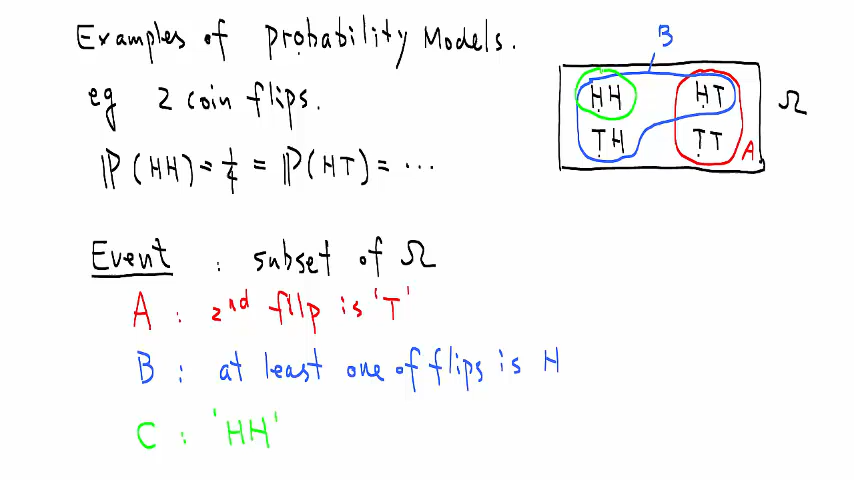 Examples of probability Models.
eg 2 coin flips.
ℙ(HH) = 1/4 = ℙ(HT) = ...
B
HH HT
TH TT
A
Ω
Event : subset of Ω
A : 2nd flip is 'T'
B : at least one of flips is H
C : 'HH'